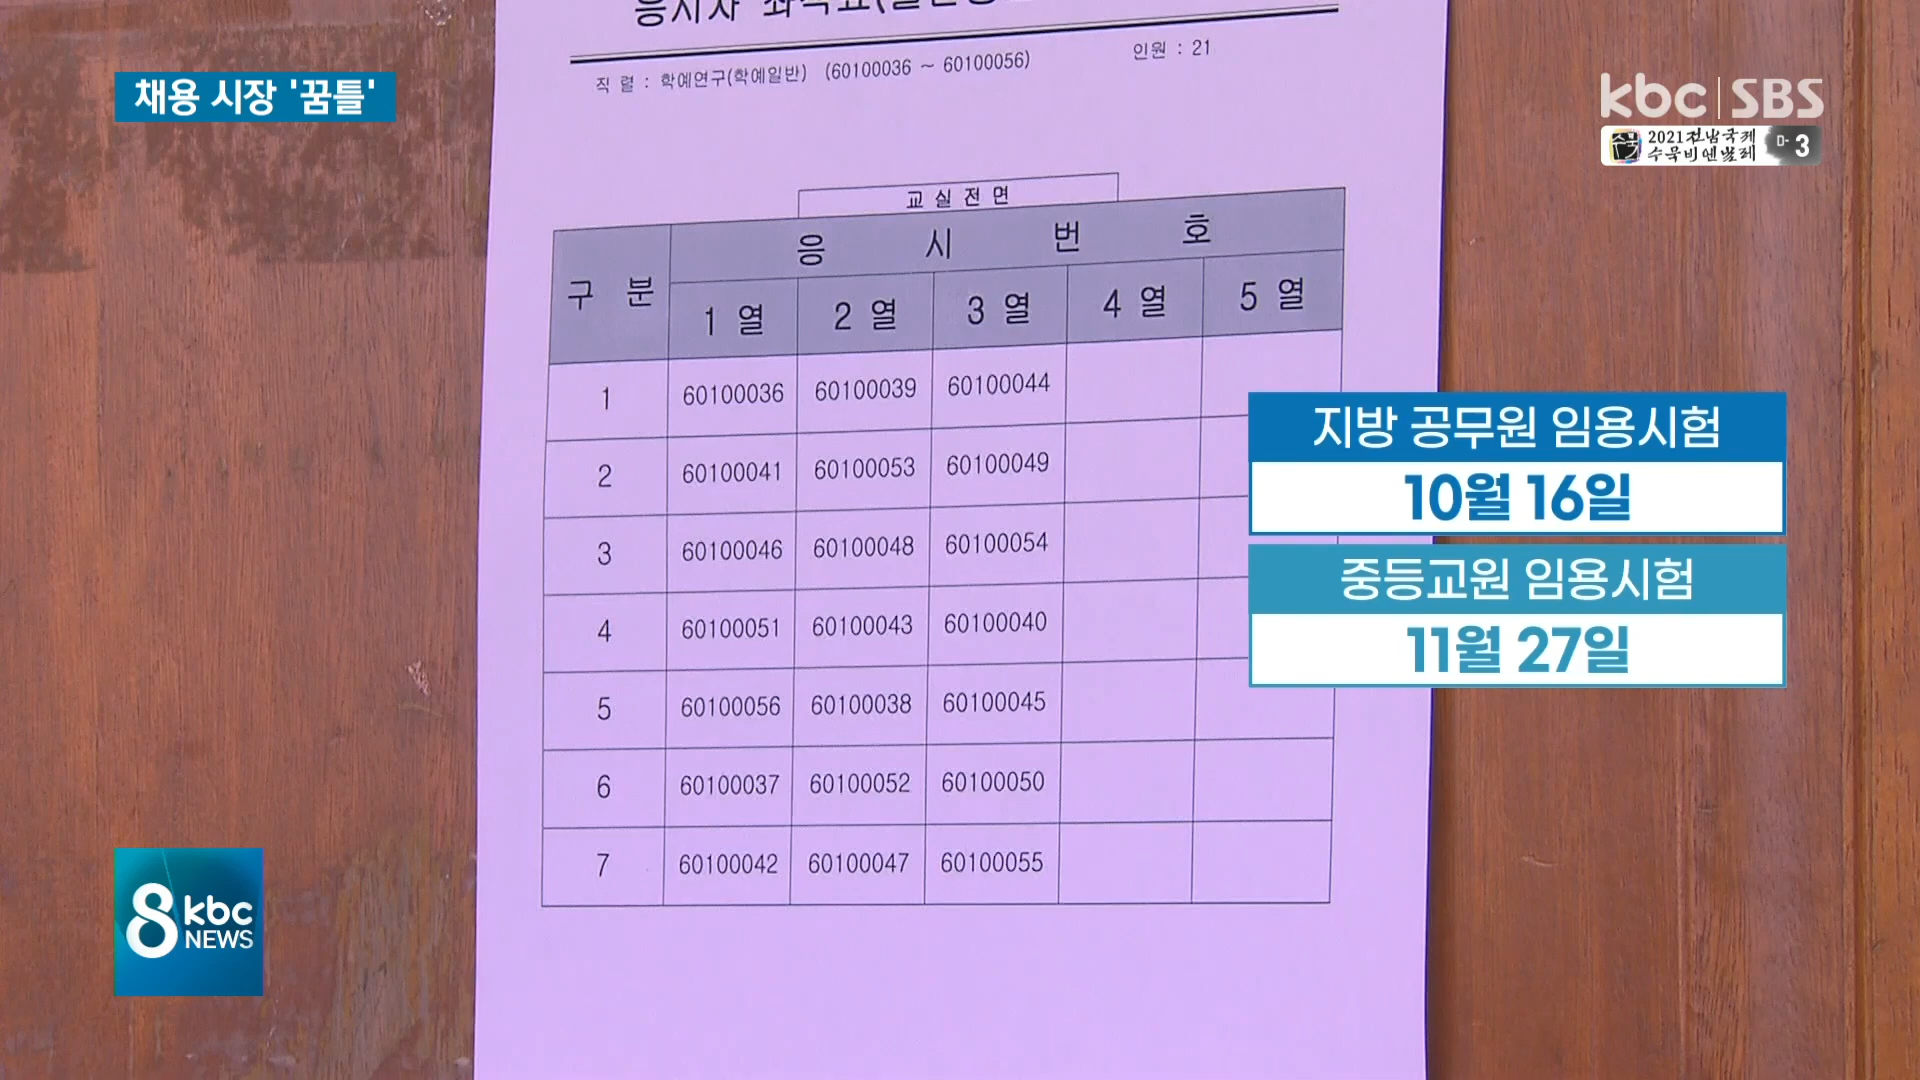 응시자 좌석표
직 렬 : 학예연구(학예일반) (60100036 ~ 60100056)
인원 : 21
채용 시장 '꿈틀'
kbc SBS
2021전남국제
수묵비엔날레
D-3
교 실 전 면
구 분 응 시 번 호
1 열 2 열 3 열 4 열 5 열
1 60100036 60100039 60100044
2 60100041 60100053 60100049
3 60100046 60100048 60100054
4 60100051 60100043 60100040
5 60100056 60100038 60100045
6 60100037 60100052 60100050
7 60100042 60100047 60100055
지방 공무원 임용시험
10월 16일
중등교원 임용시험
11월 27일
8 kbc
NEWS